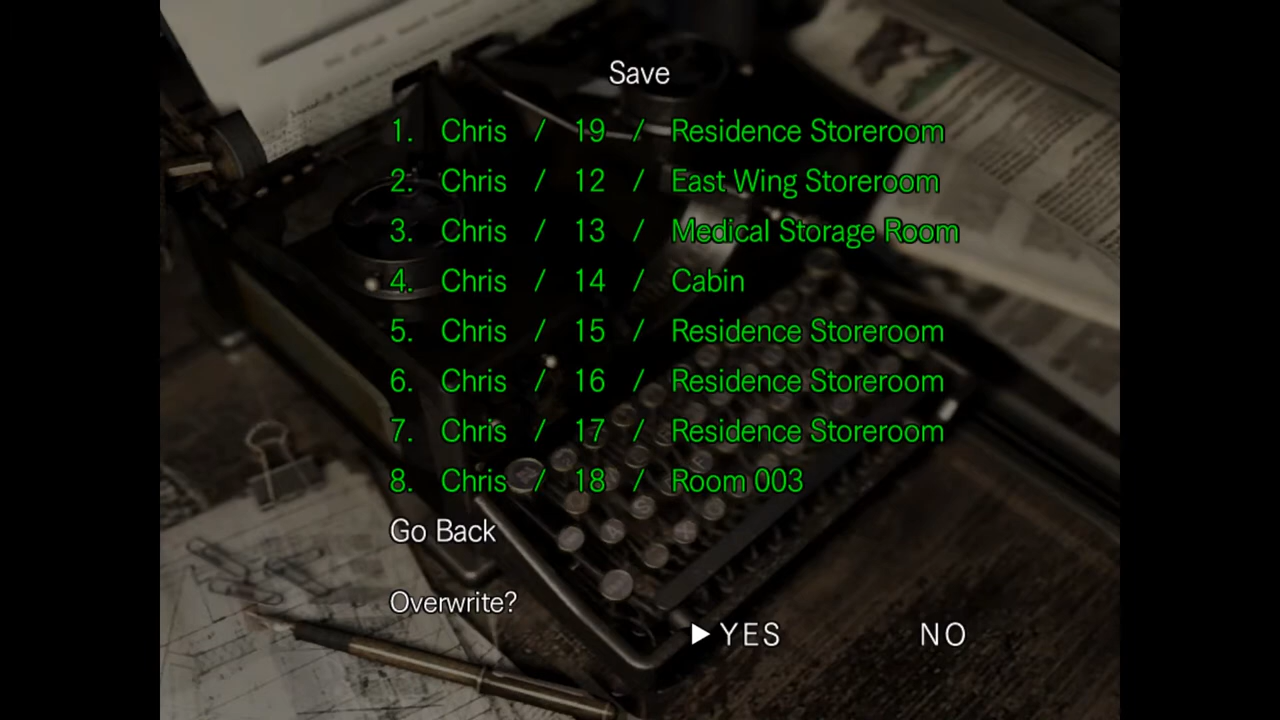 Save
1. Chris / 19 / Residence Storeroom
2. Chris / 12 / East Wing Storeroom
3. Chris / 13 / Medical Storage Room
4. Chris / 14 / Cabin
5. Chris / 15 / Residence Storeroom
6. Chris / 16 / Residence Storeroom
7. Chris / 17 / Residence Storeroom
8. Chris / 18 / Room 003
Go Back
Overwrite?
▶YES NO